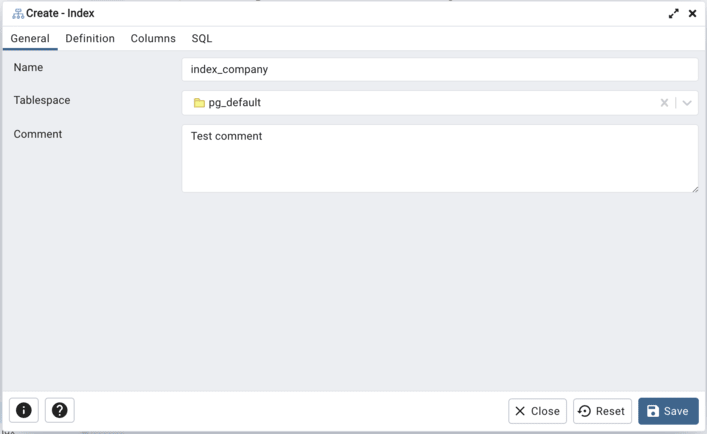 Create - Index
General Definition Columns SQL
Name index_company
Tablespace pg_default
Comment Test comment
Close Reset Save